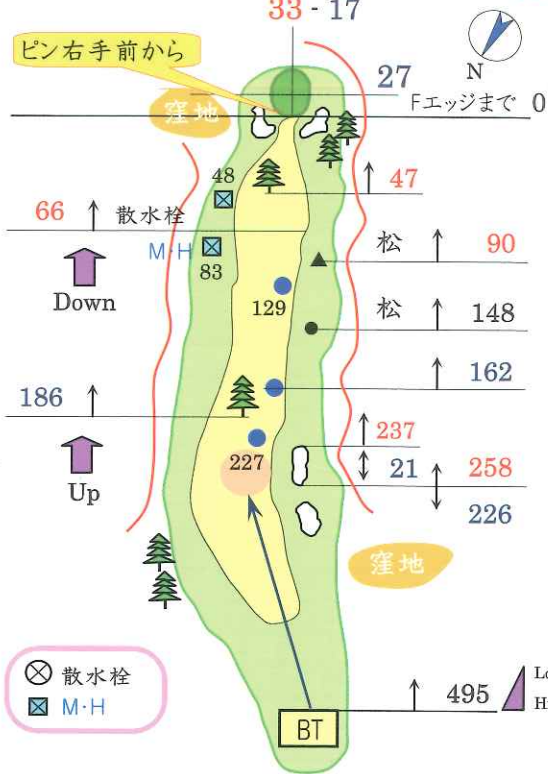 33 - 17
ピン右手前から
N
27
Fエッジまで 0
窪地
48
47
66 散水栓
M·H
83
松 90
Down
129
松 148
162
186
237
227
21 258
Up
226
窪地
散水栓
M·H
495
BT